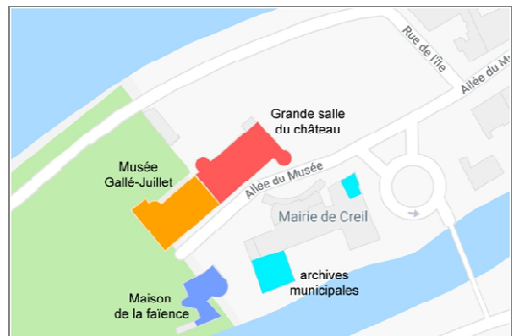 Rue de l'île
Allée du M
Grande salle
du château
Musée
Gallé-Juillet
Allée du Musée
Mairie de Creil
archives
municipales
Maison
de la faïence